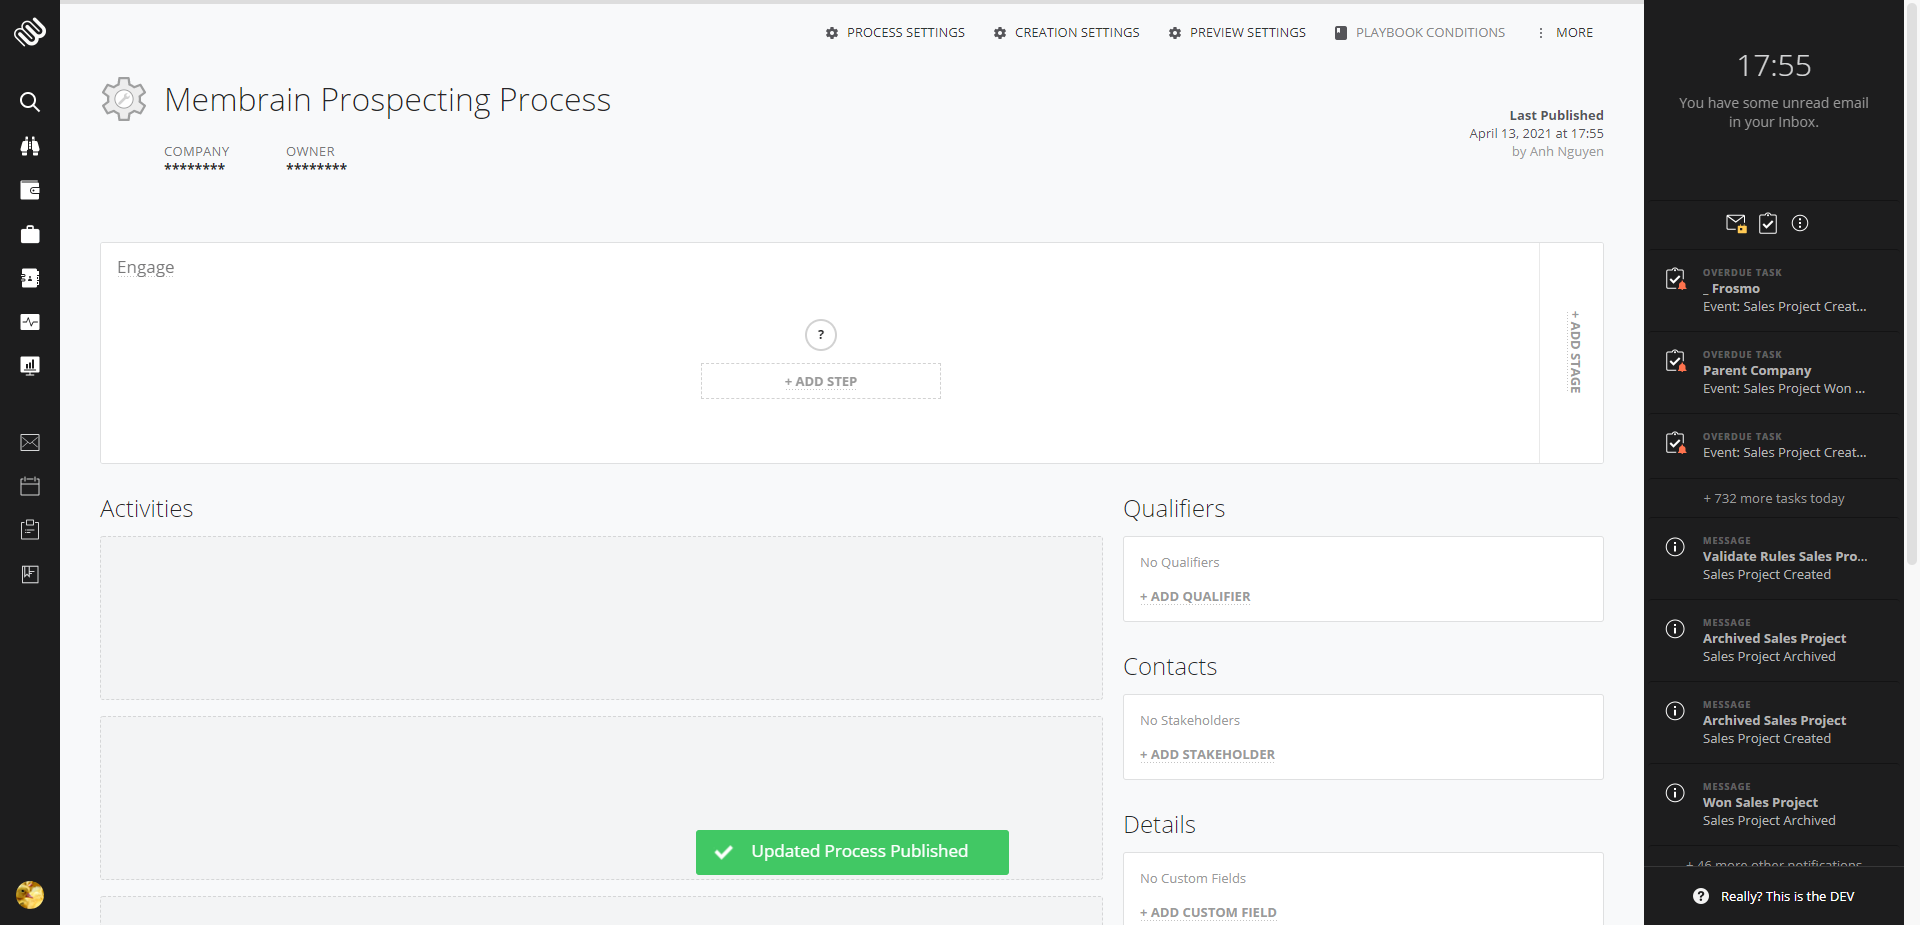 PROCESS SETTINGS
CREATION SETTINGS
PREVIEW SETTINGS
PLAYBOOK CONDITIONS
MORE
Membrain Prospecting Process
COMPANY
********
OWNER
********
Last Published
April 13, 2021 at 17:55
by Anh Nguyen
Engage
?
+ ADD STEP
+ ADD STAGE
Activities
Qualifiers
No Qualifiers
+ ADD QUALIFIER
Contacts
No Stakeholders
+ ADD STAKEHOLDER
Details
No Custom Fields
+ ADD CUSTOM FIELD
Updated Process Published
17:55
You have some unread email
in your Inbox.
OVERDUE TASK
_ Frosmo
Event: Sales Project Creat...
OVERDUE TASK
Parent Company
Event: Sales Project Won ...
OVERDUE TASK
Event: Sales Project Creat...
+ 732 more tasks today
MESSAGE
Validate Rules Sales Pro...
Sales Project Created
MESSAGE
Archived Sales Project
Sales Project Archived
MESSAGE
Archived Sales Project
Sales Project Created
MESSAGE
Won Sales Project
Sales Project Archived
+ 46 more other notifications
Really? This is the DEV